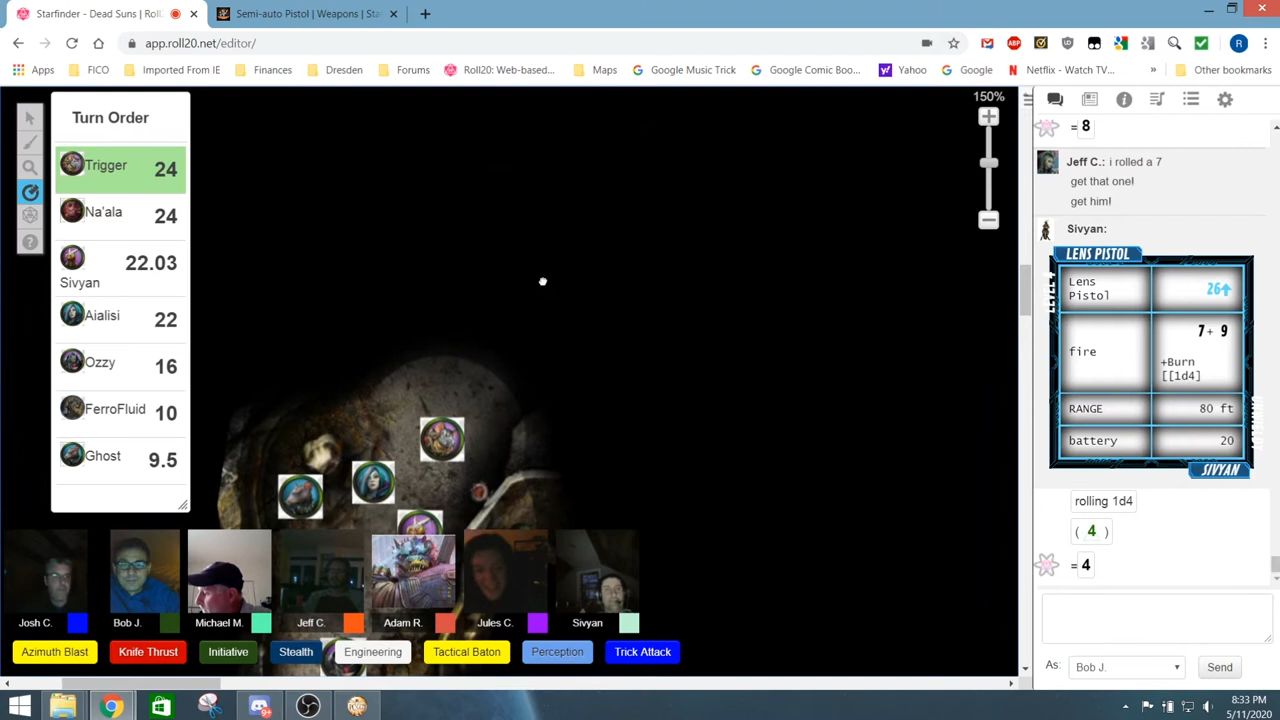 Starfinder - Dead Suns | Roll
Semi-auto Pistol | Weapons | Sta
app.roll20.net/editor/
Apps
FICO
Imported From IE
Finances
Dresden
Forums
Roll20: Web-based...
Maps
Google Music Trick
Google Comic Boo...
Yahoo
Google
Netflix - Watch TV...
Other bookmarks
Turn Order
Trigger 24
Na'ala 24
Sivyan 22.03
Aialisi 22
Ozzy 16
FerroFluid 10
Ghost 9.5
150%
= 8
Jeff C.: i rolled a 7
get that one!
get him!
Sivyan:
LENS PISTOL
Lens Pistol 26
fire 7+ 9
+Burn
[[1d4]]
RANGE 80 ft
battery 20
SIVYAN
rolling 1d4
( 4 )
= 4
As: Bob J.
Send
Josh C.
Bob J.
Michael M.
Jeff C.
Adam R.
Jules C.
Sivyan
Azimuth Blast
Knife Thrust
Initiative
Stealth
Engineering
Tactical Baton
Perception
Trick Attack
8:33 PM
5/11/2020